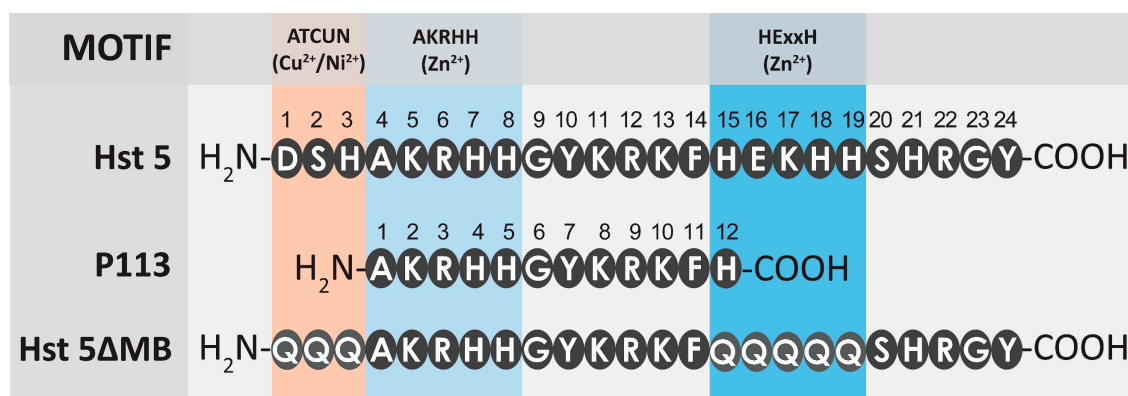 MOTIF ATCUN AKRHH HExxH
(Cu²⁺/Ni²⁺) (Zn²⁺) (Zn²⁺)
1 2 3 4 5 6 7 8 9 10 11 12 13 14 15 16 17 18 19 20 21 22 23 24
Hst 5 H₂N-DSHAKRHHGYKRKFHEKHHSHRGY-COOH
1 2 3 4 5 6 7 8 9 10 11 12
P113 H₂N-AKRHHGYKRKFH-COOH
Hst 5ΔMB H₂N-QQQAKRHHGYKRKFQQQQQSHRGY-COOH